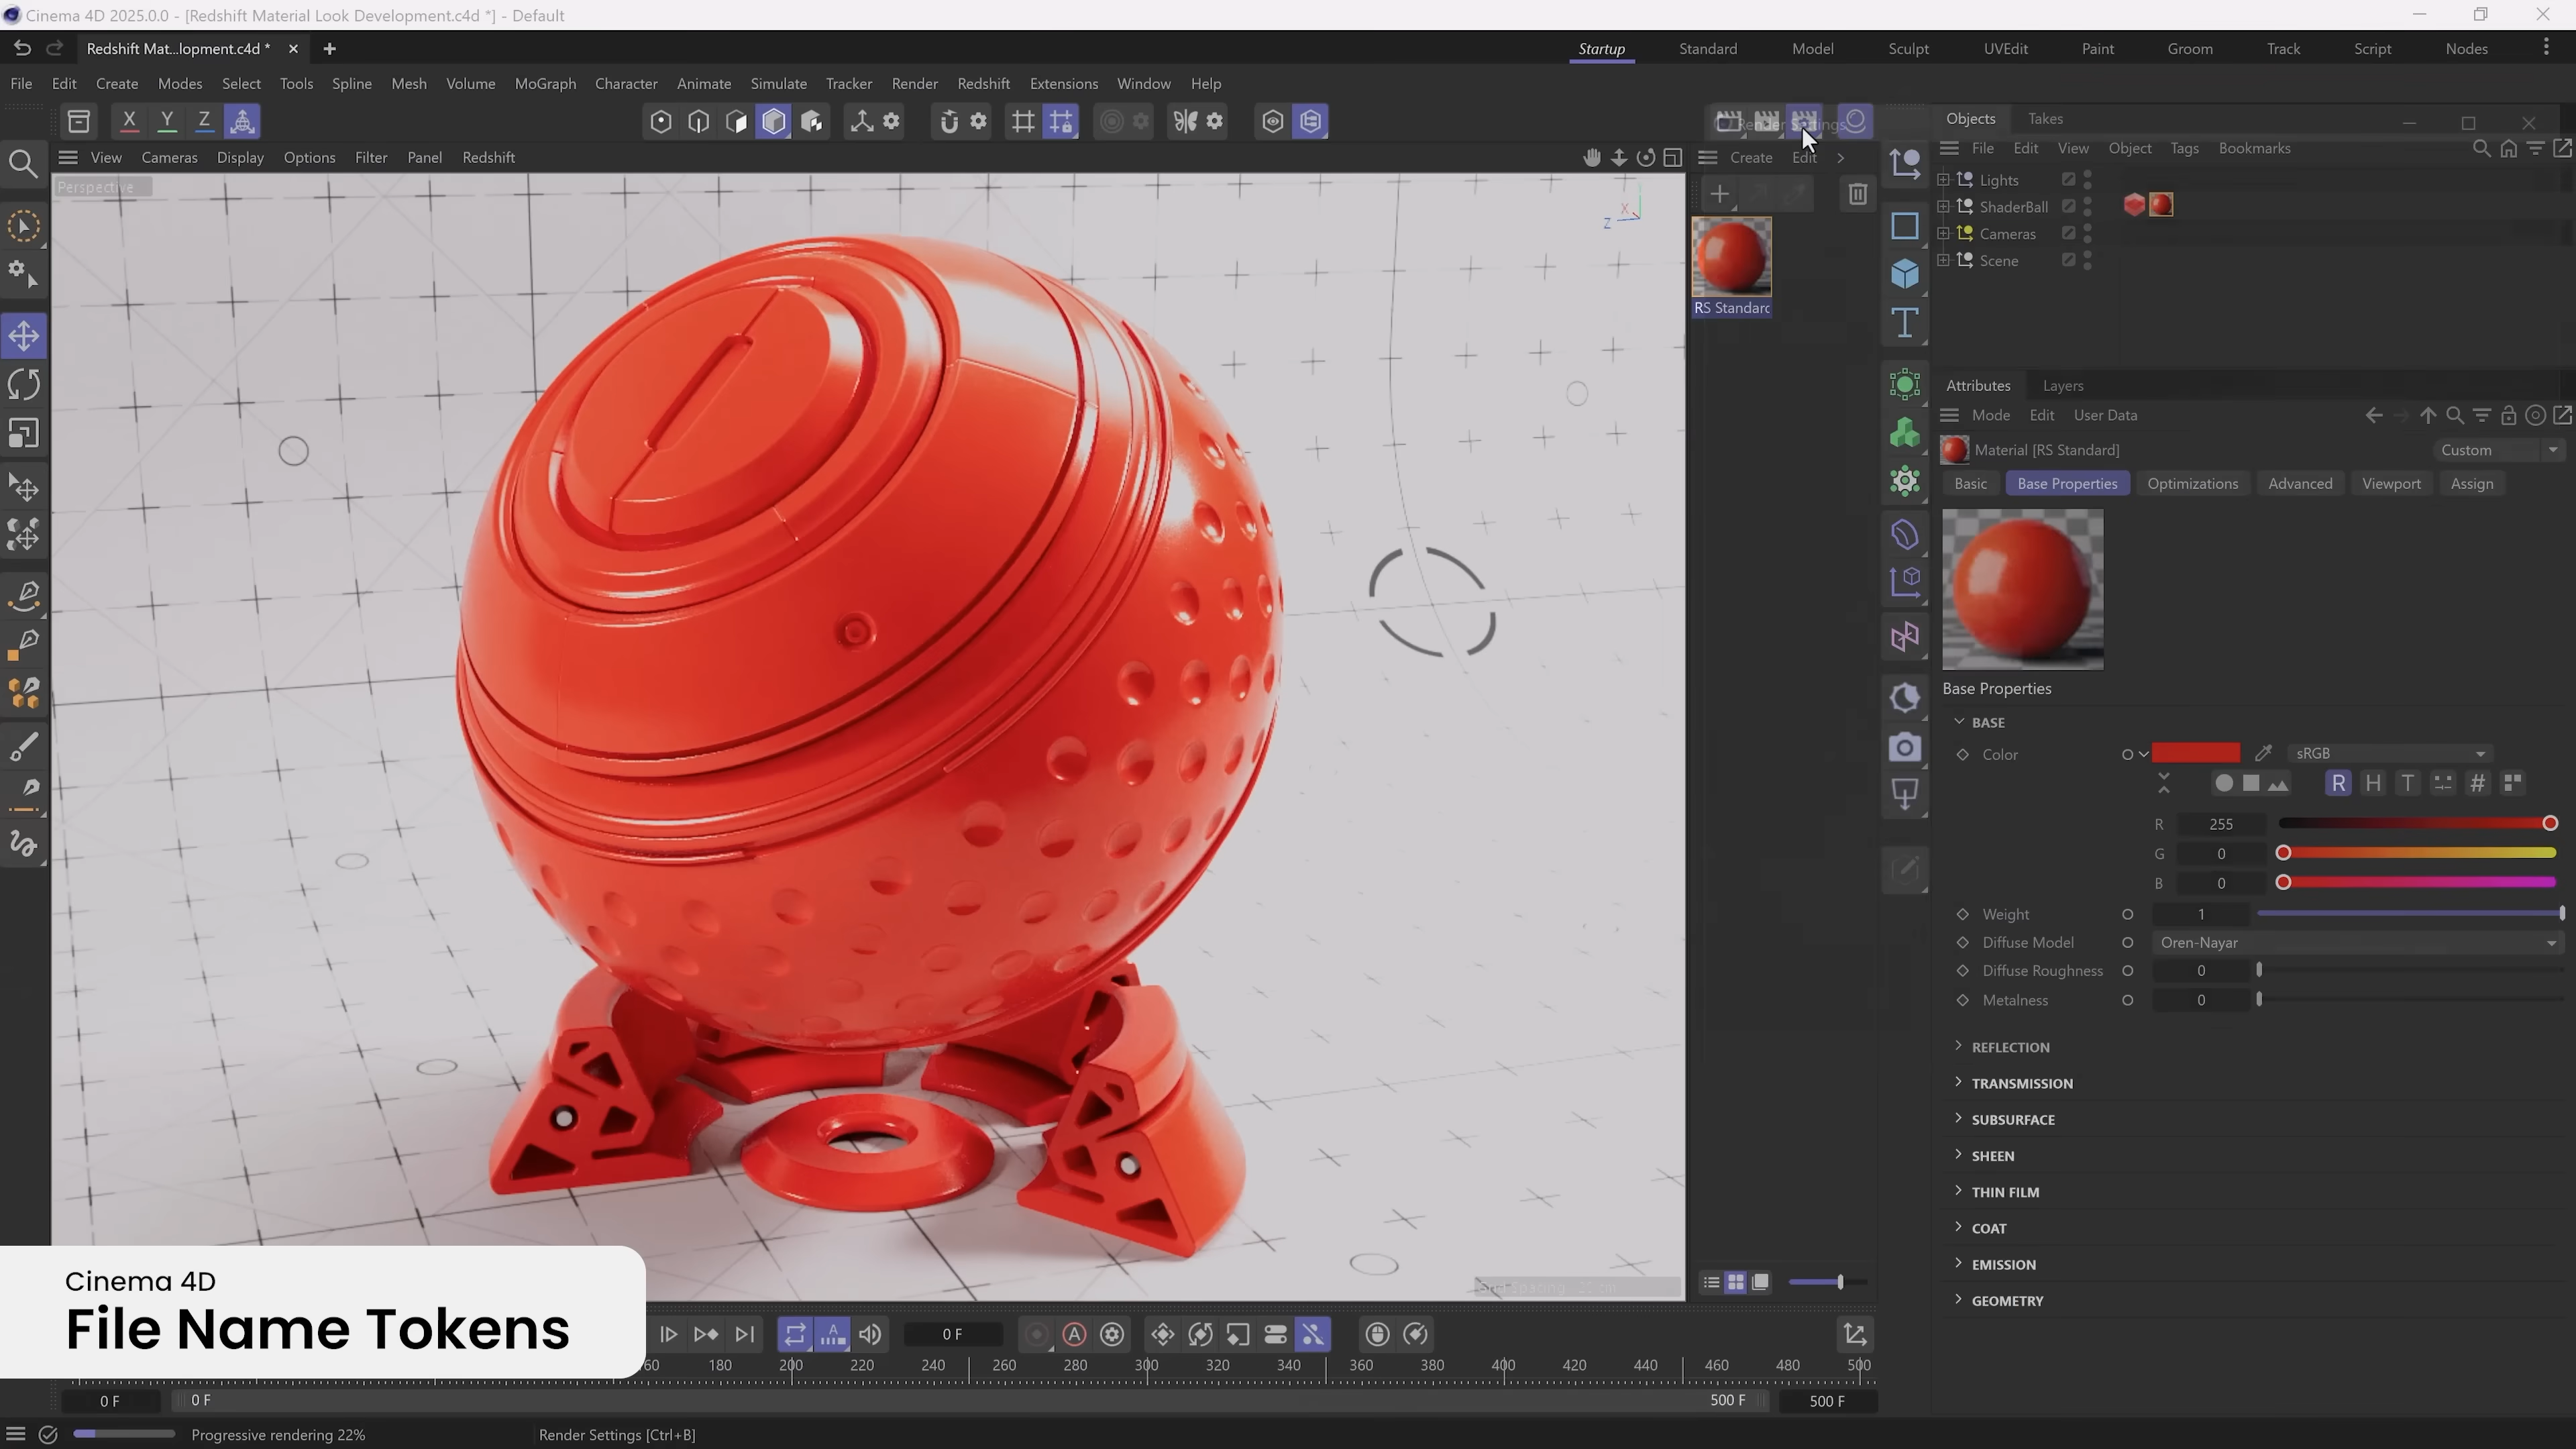 Cinema 4D 2025.0.0 - [Redshift Material Look Development.c4d *] - Default
Redshift Mat...lopment.c4d *
Startup Standard Model Sculpt UVEdit Paint Groom Track Script Nodes
File Edit Create Modes Select Tools Spline Mesh Volume MoGraph Character Animate Simulate Tracker Render Redshift Extensions Window Help
X Y Z
Render Settings
Objects Takes
View Cameras Display Options Filter Panel Redshift
Create Edit
File Edit View Object Tags Bookmarks
Perspective
Lights
ShaderBall
Cameras
Scene
X
Z
RS Standard
Attributes Layers
Mode Edit User Data
Material [RS Standard]
Custom
Basic Base Properties Optimizations Advanced Viewport Assign
Base Properties
BASE
Color sRGB
R H T #
R 255
G 0
B 0
Weight 1
Diffuse Model Oren-Nayar
Diffuse Roughness 0
Metalness 0
REFLECTION
TRANSMISSION
SUBSURFACE
SHEEN
THIN FILM
COAT
EMISSION
GEOMETRY
Cinema 4D
File Name Tokens
A 0 F A
60 180 200 220 240 260 280 300 320 340 360 380 400 420 440 460 480 500
0 F 0 F 500 F 500 F
Progressive rendering 22% Render Settings [Ctrl+B]